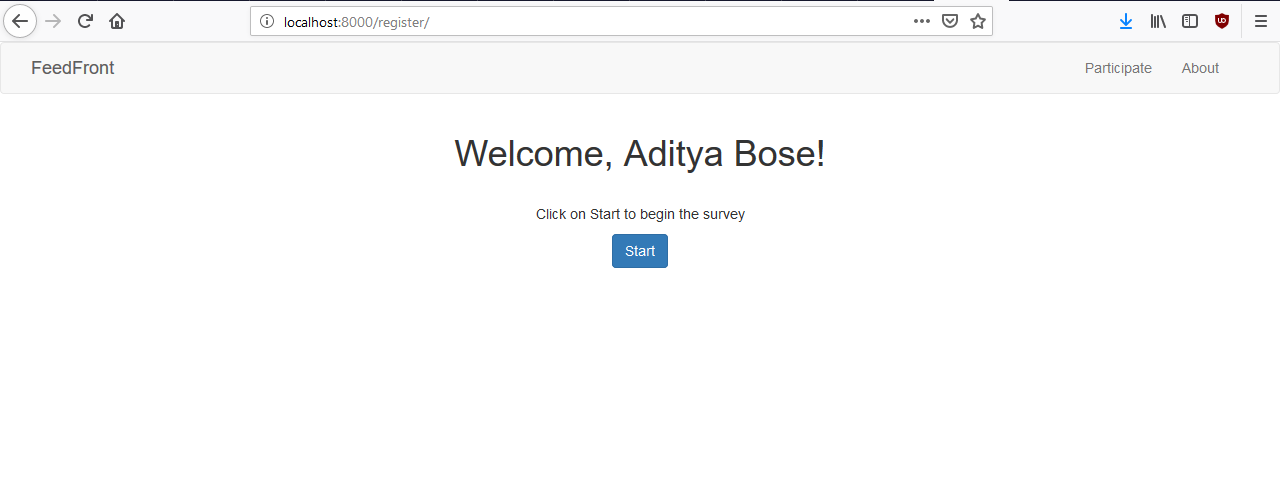 localhost:8000/register/
FeedFront Participate About
Welcome, Aditya Bose!
Click on Start to begin the survey
Start